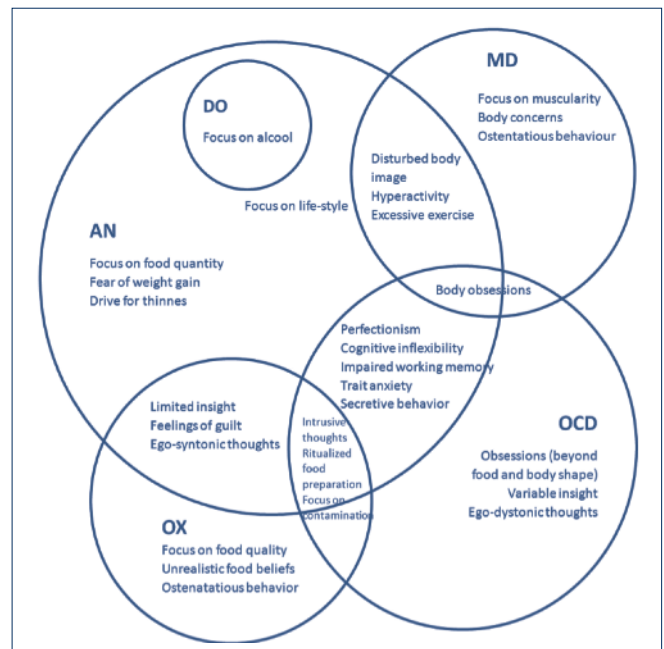 MD
Focus on muscularity
Body concerns
Ostentatious behaviour
DO
Focus on alcool
Disturbed body
image
Hyperactivity
Excessive exercise
Focus on life-style
AN
Focus on food quantity
Fear of weight gain
Drive for thinnes
Body obsessions
Perfectionism
Cognitive inflexibility
Impaired working memory
Trait anxiety
Secretive behavior
Limited insight
Feelings of guilt
Ego-syntonic thoughts
Intrusive
thoughts
Ritualized
food
preparation
Focus on
contamination
OCD
Obsessions (beyond
food and body shape)
Variable insight
Ego-dystonic thoughts
OX
Focus on food quality
Unrealistic food beliefs
Ostenatatious behavior